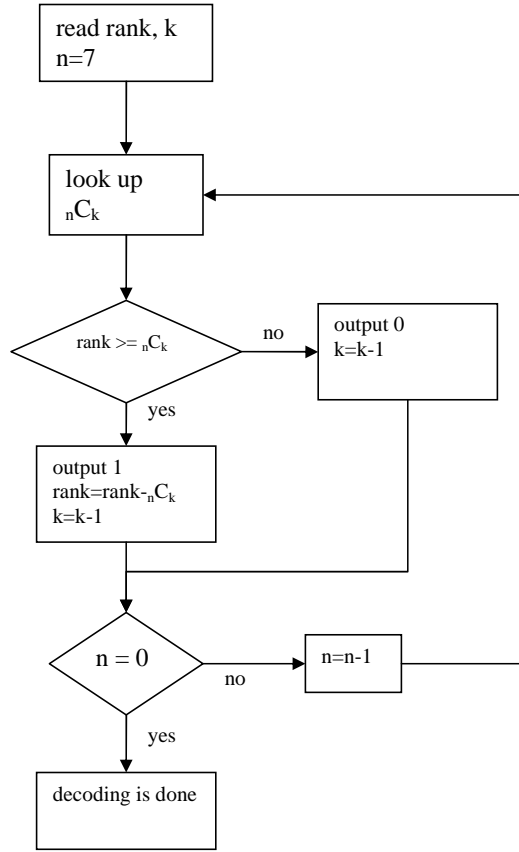 read rank, k
n=7
look up
ₙCₖ
rank >= ₙCₖ
no
output 0
k=k-1
yes
output 1
rank=rank-ₙCₖ
k=k-1
n = 0
no
n=n-1
yes
decoding is done